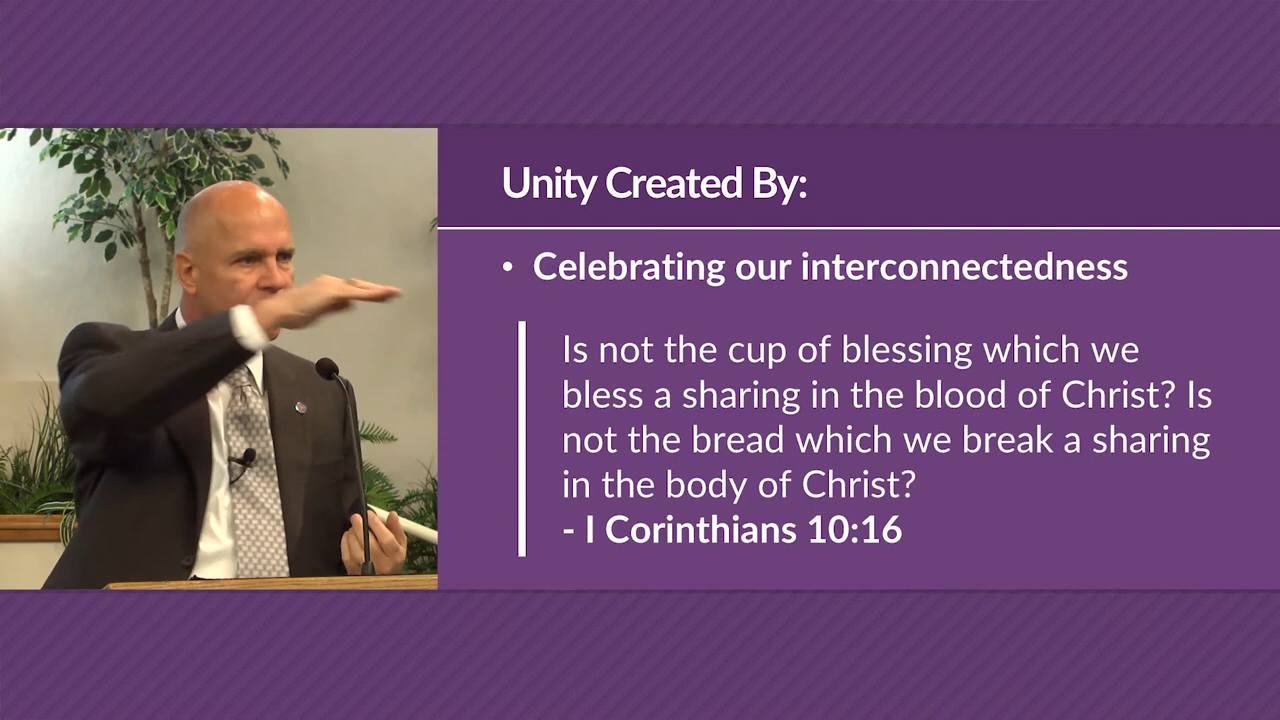 Unity Created By:
• Celebrating our interconnectedness
Is not the cup of blessing which we
bless a sharing in the blood of Christ? Is
not the bread which we break a sharing
in the body of Christ?
- I Corinthians 10:16